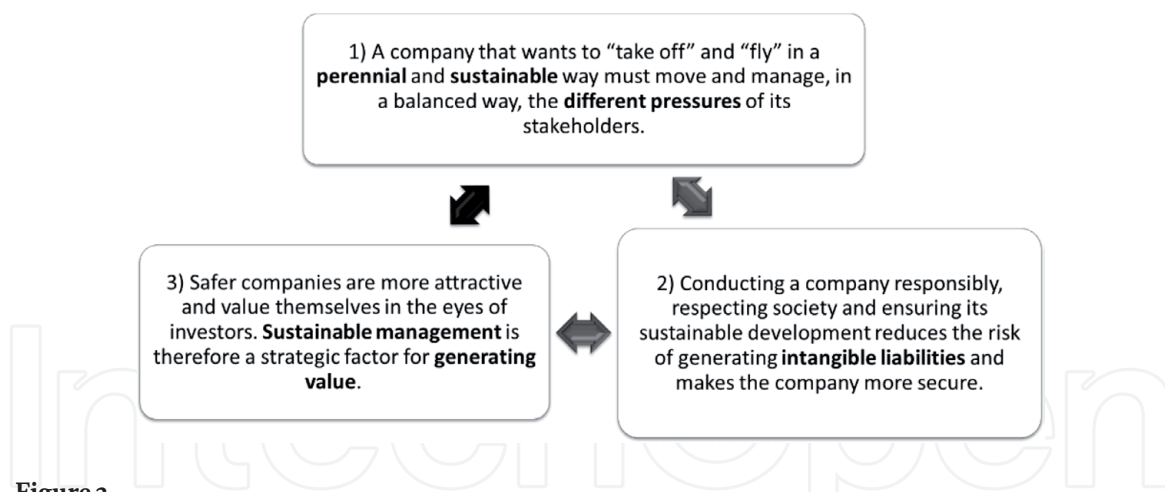 1) A company that wants to “take off” and “fly” in a
perennial and sustainable way must move and manage, in
a balanced way, the different pressures of its
stakeholders.
3) Safer companies are more attractive
and value themselves in the eyes of
investors. Sustainable management is
therefore a strategic factor for generating
value.
2) Conducting a company responsibly,
respecting society and ensuring its
sustainable development reduces the risk
of generating intangible liabilities and
makes the company more secure.
IntechOpen
Figure